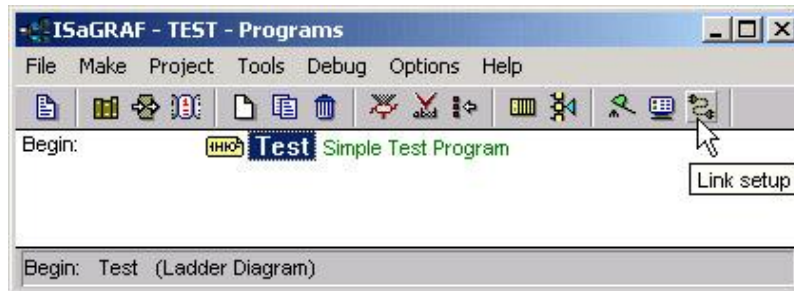 ISaGRAF - TEST - Programs
File Make Project Tools Debug Options Help
Begin: Test Simple Test Program
Link setup
Begin: Test (Ladder Diagram)